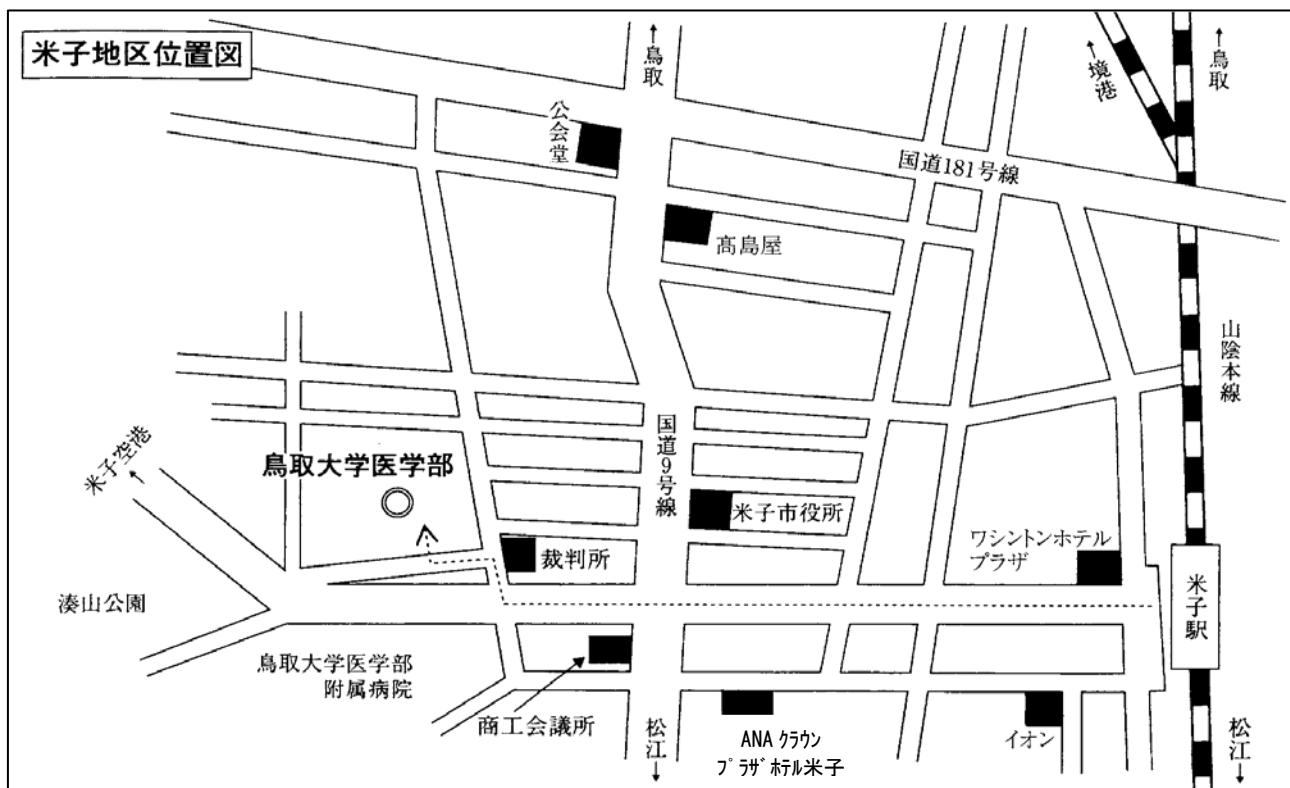 米子地区位置図
↑鳥取
↑境港
↑鳥取
公会堂
国道181号線
髙島屋
山陰本線
米子空港
↑
鳥取大学医学部
国道9号線
米子市役所
ワシントンホテル
プラザ
裁判所
米子駅
湊山公園
鳥取大学医学部
附属病院
商工会議所
松江↓
ANA クラウン
プラザホテル米子
イオン
松江↓